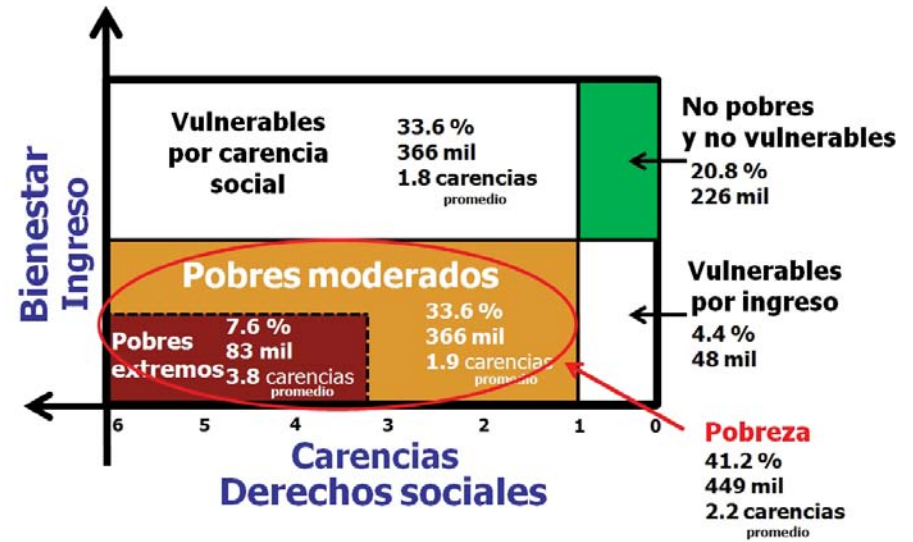 Bienestar
Ingreso
Vulnerables
por carencia
social
33.6 %
366 mil
1.8 carencias
promedio
No pobres
y no vulnerables
20.8 %
226 mil
Pobres moderados
33.6 %
366 mil
1.9 carencias
promedio
Pobres
extremos
7.6 %
83 mil
3.8 carencias
promedio
Vulnerables
por ingreso
4.4 %
48 mil
6 5 4 3 2 1 0
Carencias
Derechos sociales
Pobreza
41.2 %
449 mil
2.2 carencias
promedio